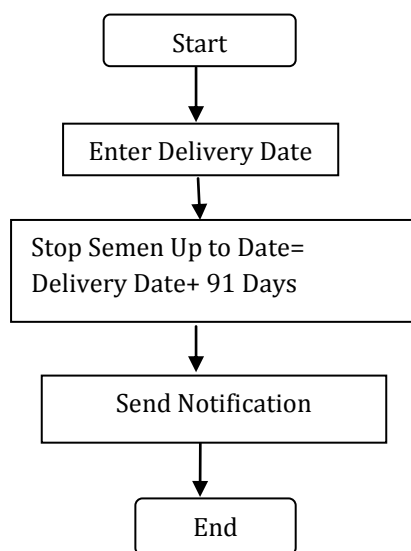 Start
Enter Delivery Date
Stop Semen Up to Date=
Delivery Date+ 91 Days
Send Notification
End